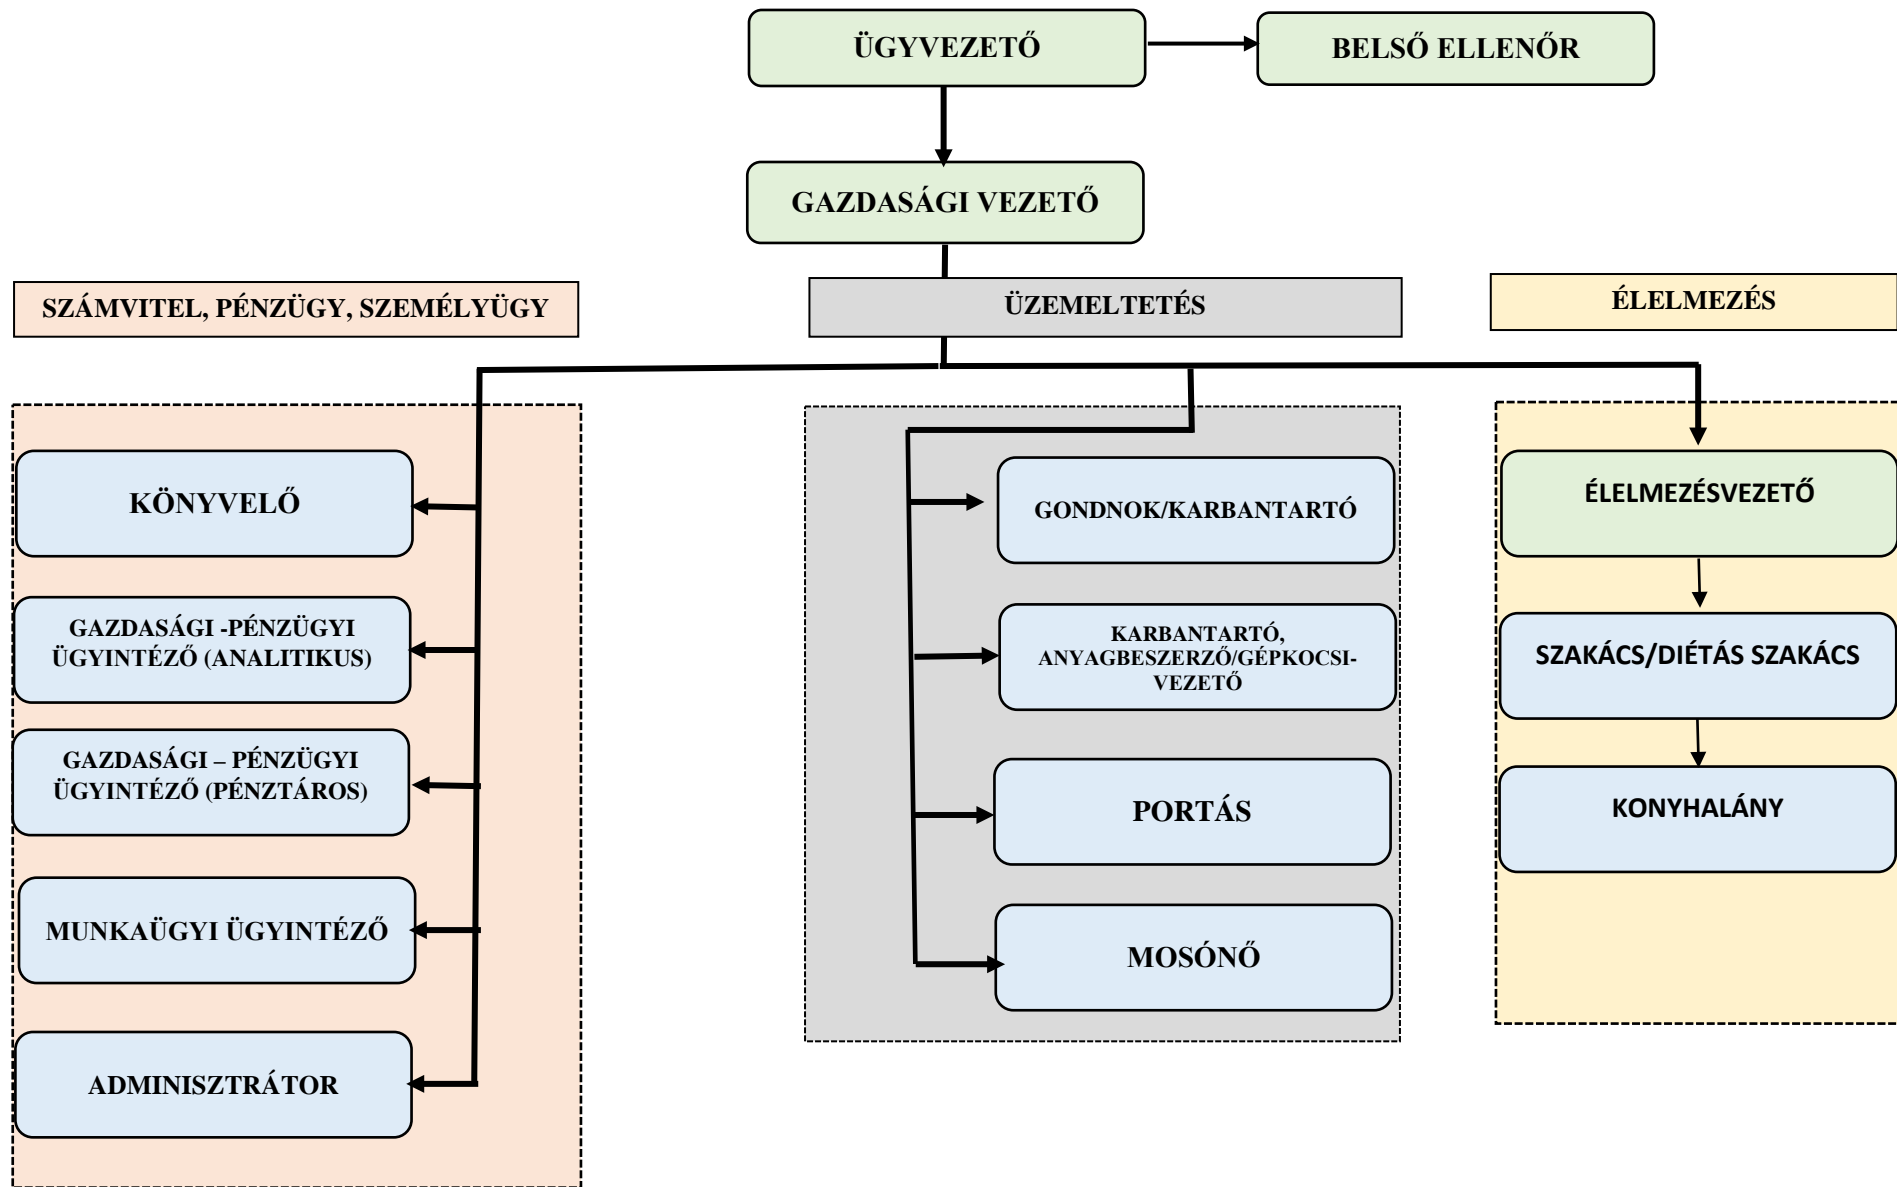 ÜGYVEZETŐ
BELSŐ ELLENŐR
GAZDASÁGI VEZETŐ
SZÁMVITEL, PÉNZÜGY, SZEMÉLYÜGY
ÜZEMELTETÉS
ÉLELMEZÉS
KÖNYVELŐ
GAZDASÁGI -PÉNZÜGYI
ÜGYINTÉZŐ (ANALITIKUS)
GAZDASÁGI – PÉNZÜGYI
ÜGYINTÉZŐ (PÉNZTÁROS)
MUNKAÜGYI ÜGYINTÉZŐ
ADMINISZTRÁTOR
GONDNOK/KARBANTARTÓ
KARBANTARTÓ,
ANYAGBESZERZŐ/GÉPKOCSI-
VEZETŐ
PORTÁS
MOSÓNŐ
ÉLELMEZÉSVEZETŐ
SZAKÁCS/DIÉTÁS SZAKÁCS
KONYHALÁNY